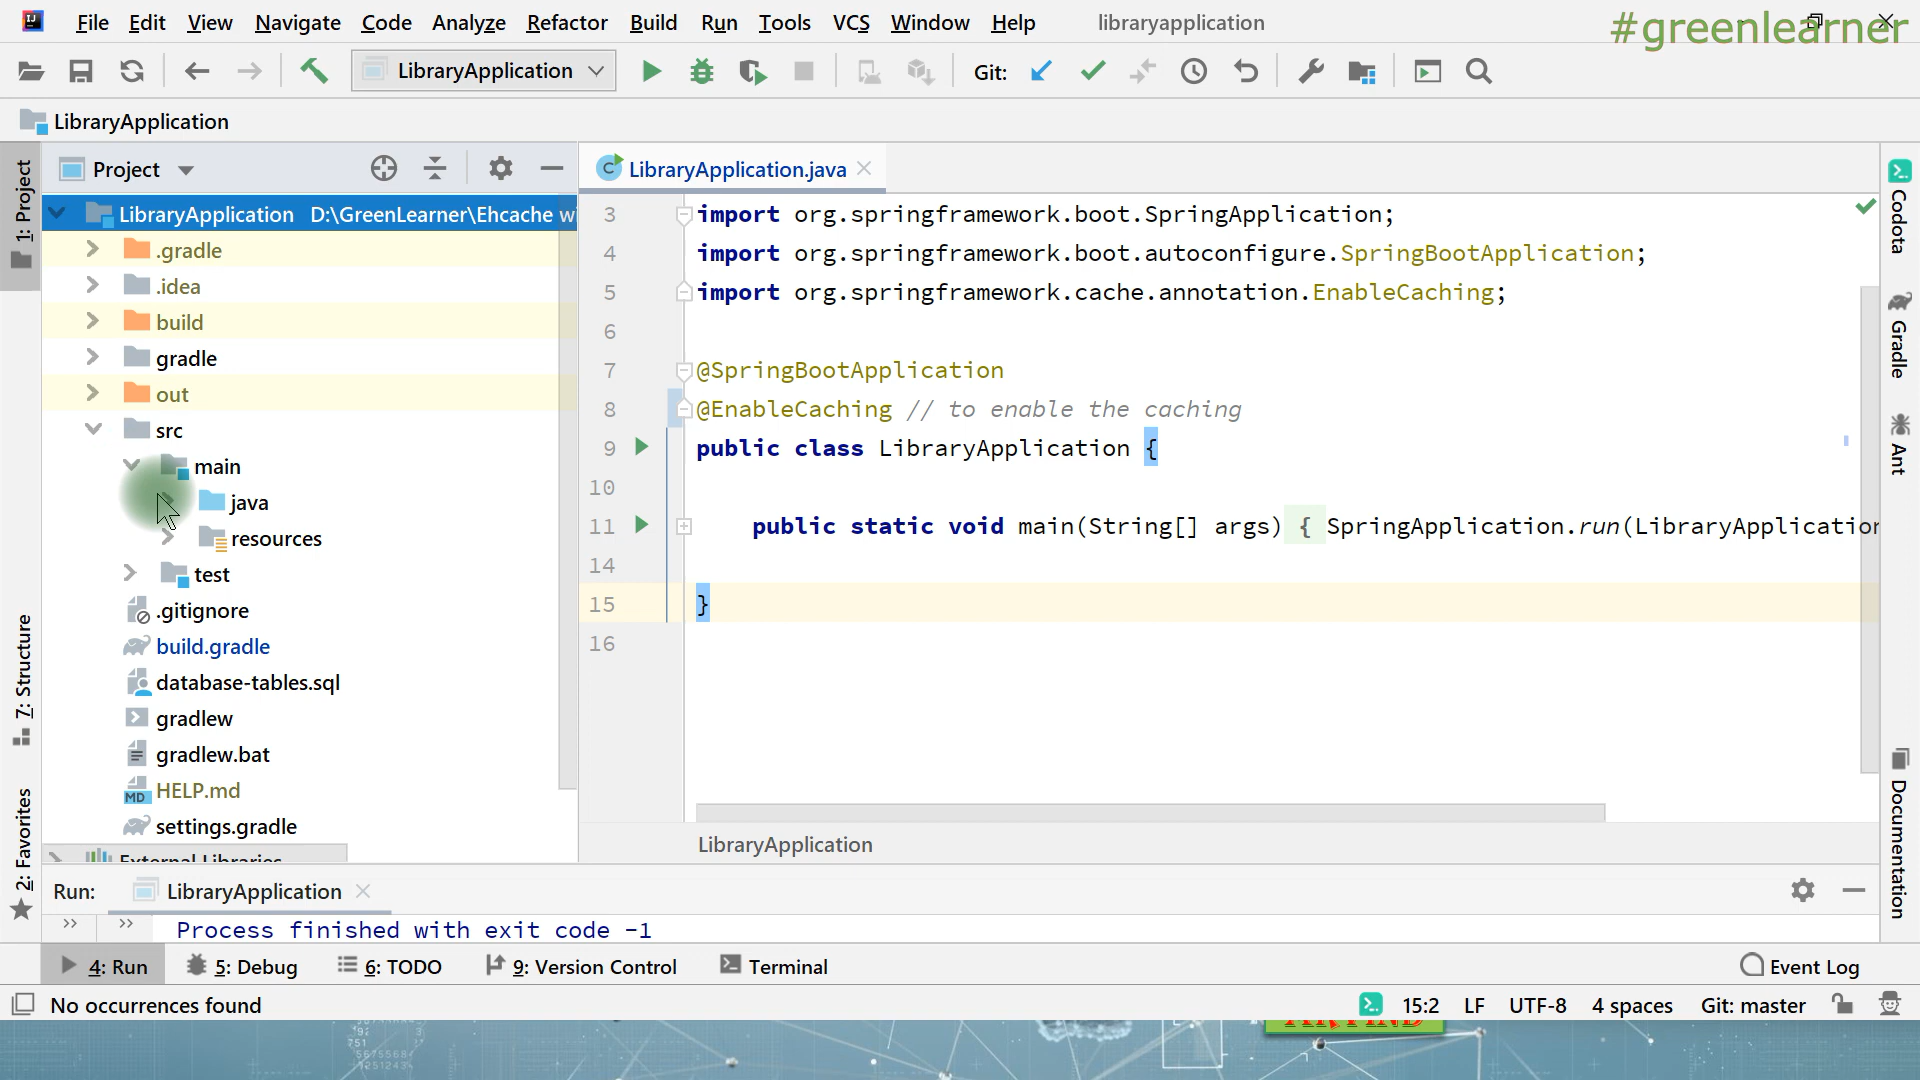 File Edit View Navigate Code Analyze Refactor Build Run Tools VCS Window Help libraryapplication
#greenlearner
LibraryApplication Git:
LibraryApplication
Project
LibraryApplication.java
1: Project
7: Structure
2: Favorites
LibraryApplication D:\GreenLearner\Ehcache wi
.gradle
.idea
build
gradle
out
src
main
java
resources
test
.gitignore
build.gradle
database-tables.sql
gradlew
gradlew.bat
MD HELP.md
settings.gradle
External Libraries
3 import org.springframework.boot.SpringApplication;
4 import org.springframework.boot.autoconfigure.SpringBootApplication;
5 import org.springframework.cache.annotation.EnableCaching;
6
7 @SpringBootApplication
8 @EnableCaching // to enable the caching
9 public class LibraryApplication {
10
11 public static void main(String[] args) { SpringApplication.run(LibraryApplication
14
15 }
16
LibraryApplication
Codota
Gradle
Ant
Documentation
Run: LibraryApplication
Process finished with exit code -1
4: Run 5: Debug 6: TODO 9: Version Control Terminal Event Log
No occurrences found 15:2 LF UTF-8 4 spaces Git: master